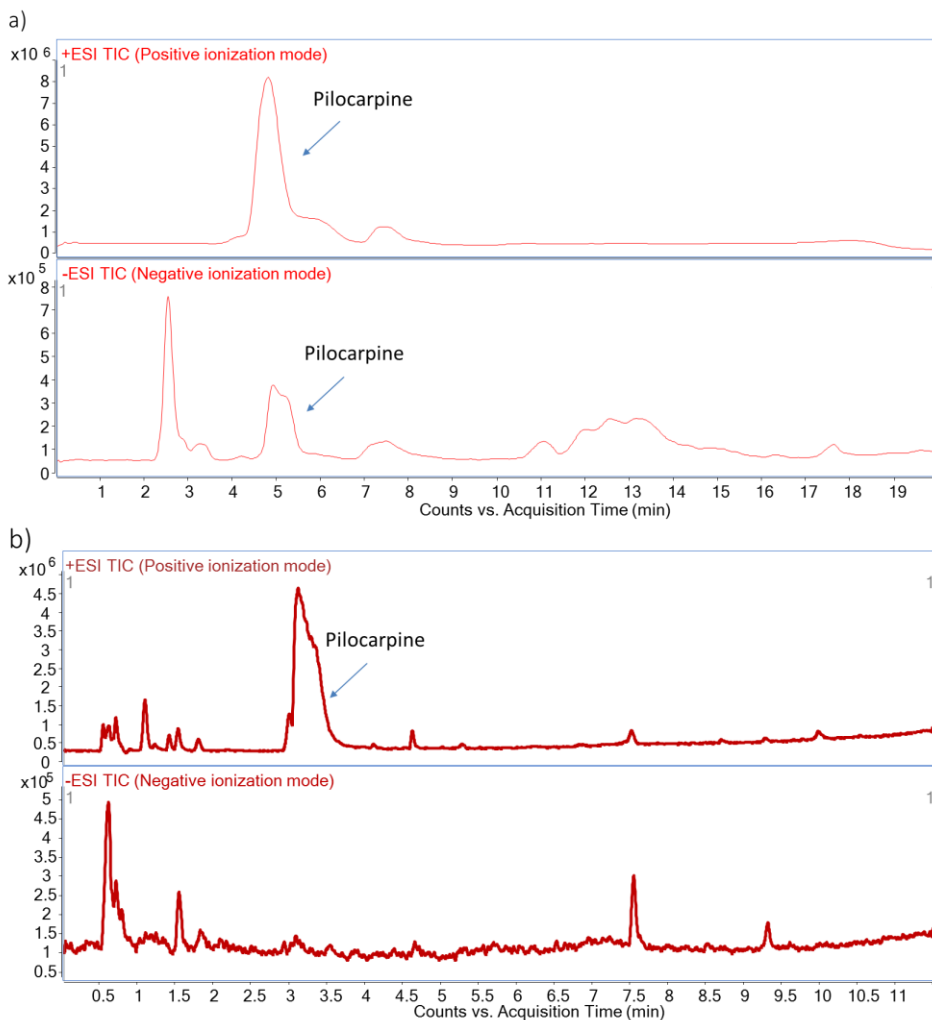 a)
+ESI TIC (Positive ionization mode)
x10 6
1
8
7
6
5
4
3
2
1
0
Pilocarpine
-ESI TIC (Negative ionization mode)
x10 5
1
8
7
6
5
4
3
2
1
0
Pilocarpine
1 2 3 4 5 6 7 8 9 10 11 12 13 14 15 16 17 18 19
Counts vs. Acquisition Time (min)
b)
+ESI TIC (Positive ionization mode)
x10 6
1 1
5
4.5
3.5
2.5
2
1.5
1
0.5
0
Pilocarpine
-ESI TIC (Negative ionization mode)
x10 5
1 1
5
4.5
4
3.5
3
2.5
2
1.5
1
0.5
0.5 1 1.5 2 2.5 3 3.5 4 4.5 5 5.5 6 6.5 7 7.5 8 8.5 9 9.5 10 10.5 11
Counts vs. Acquisition Time (min)